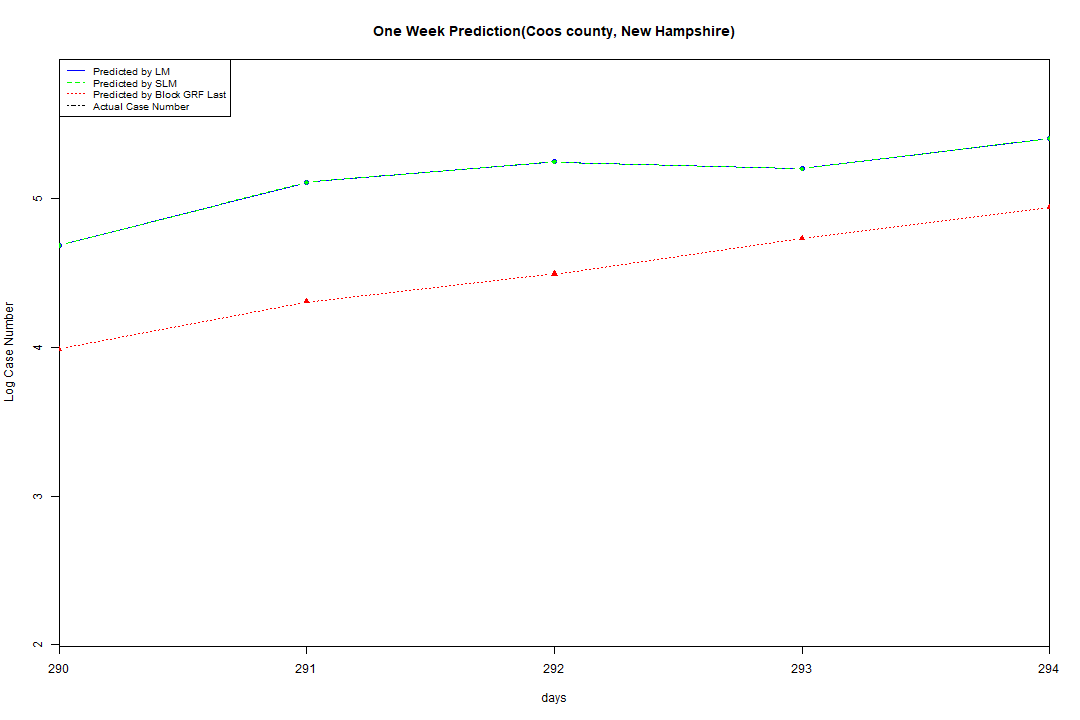 One Week Prediction(Coos county, New Hampshire)
Predicted by LM
Predicted by SLM
Predicted by Block GRF Last
Actual Case Number
5
4
3
2
Log Case Number
290 291 292 293 294
days